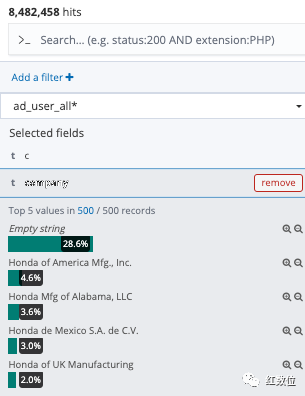 8,482,458 hits
>_ Search... (e.g. status:200 AND extension:PHP)
Add a filter +
ad_user_all*
Selected fields
t c
t company remove
Top 5 values in 500 / 500 records
Empty string
28.6%
Honda of America Mfg., Inc.
4.6%
Honda Mfg of Alabama, LLC
3.6%
Honda de Mexico S.A. de C.V.
3.0%
Honda of UK Manufacturing
2.0%
红数位